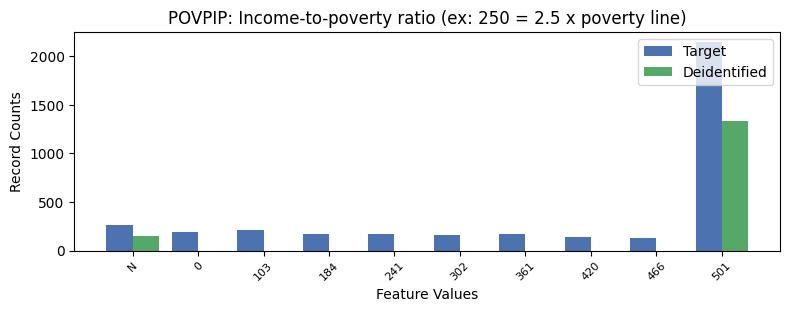 POVPIP: Income-to-poverty ratio (ex: 250 = 2.5 x poverty line)
Target
Deidentified
Record Counts
2000
1500
1000
500
0
N
0
103
184
241
302
361
420
466
501
Feature Values